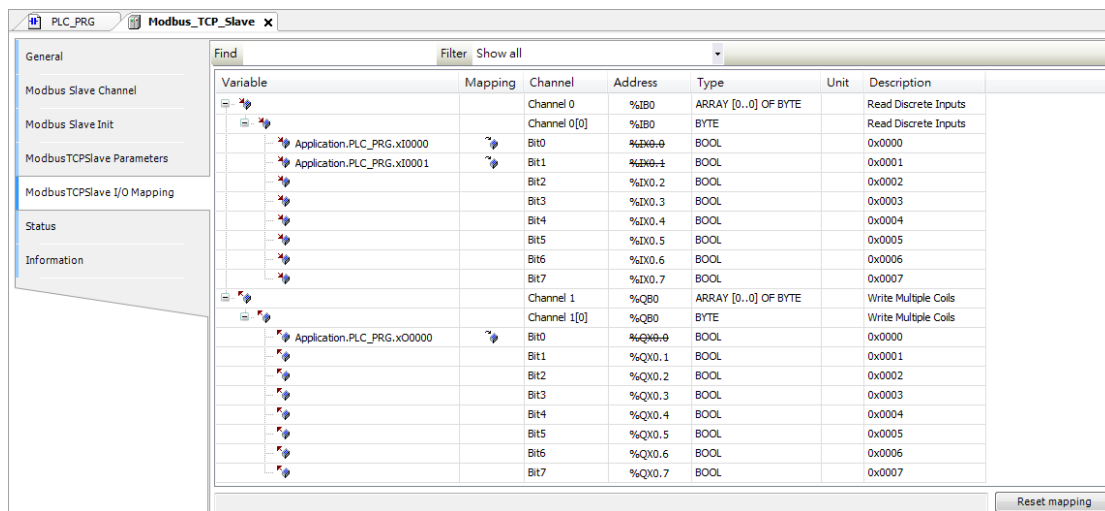 PLC_PRG Modbus_TCP_Slave x
General
Modbus Slave Channel
Modbus Slave Init
ModbusTCPSlave Parameters
ModbusTCPSlave I/O Mapping
Status
Information
Find Filter Show all
Variable Mapping Channel Address Type Unit Description
Channel 0 %IB0 ARRAY [0..0] OF BYTE Read Discrete Inputs
Channel 0[0] %IB0 BYTE Read Discrete Inputs
Application.PLC_PRG.xI0000 Bit0 %IX0.0 BOOL 0x0000
Application.PLC_PRG.xI0001 Bit1 %IX0.1 BOOL 0x0001
Bit2 %IX0.2 BOOL 0x0002
Bit3 %IX0.3 BOOL 0x0003
Bit4 %IX0.4 BOOL 0x0004
Bit5 %IX0.5 BOOL 0x0005
Bit6 %IX0.6 BOOL 0x0006
Bit7 %IX0.7 BOOL 0x0007
Channel 1 %QB0 ARRAY [0..0] OF BYTE Write Multiple Coils
Channel 1[0] %QB0 BYTE Write Multiple Coils
Application.PLC_PRG.xO0000 Bit0 %QX0.0 BOOL 0x0000
Bit1 %QX0.1 BOOL 0x0001
Bit2 %QX0.2 BOOL 0x0002
Bit3 %QX0.3 BOOL 0x0003
Bit4 %QX0.4 BOOL 0x0004
Bit5 %QX0.5 BOOL 0x0005
Bit6 %QX0.6 BOOL 0x0006
Bit7 %QX0.7 BOOL 0x0007
Reset mapping